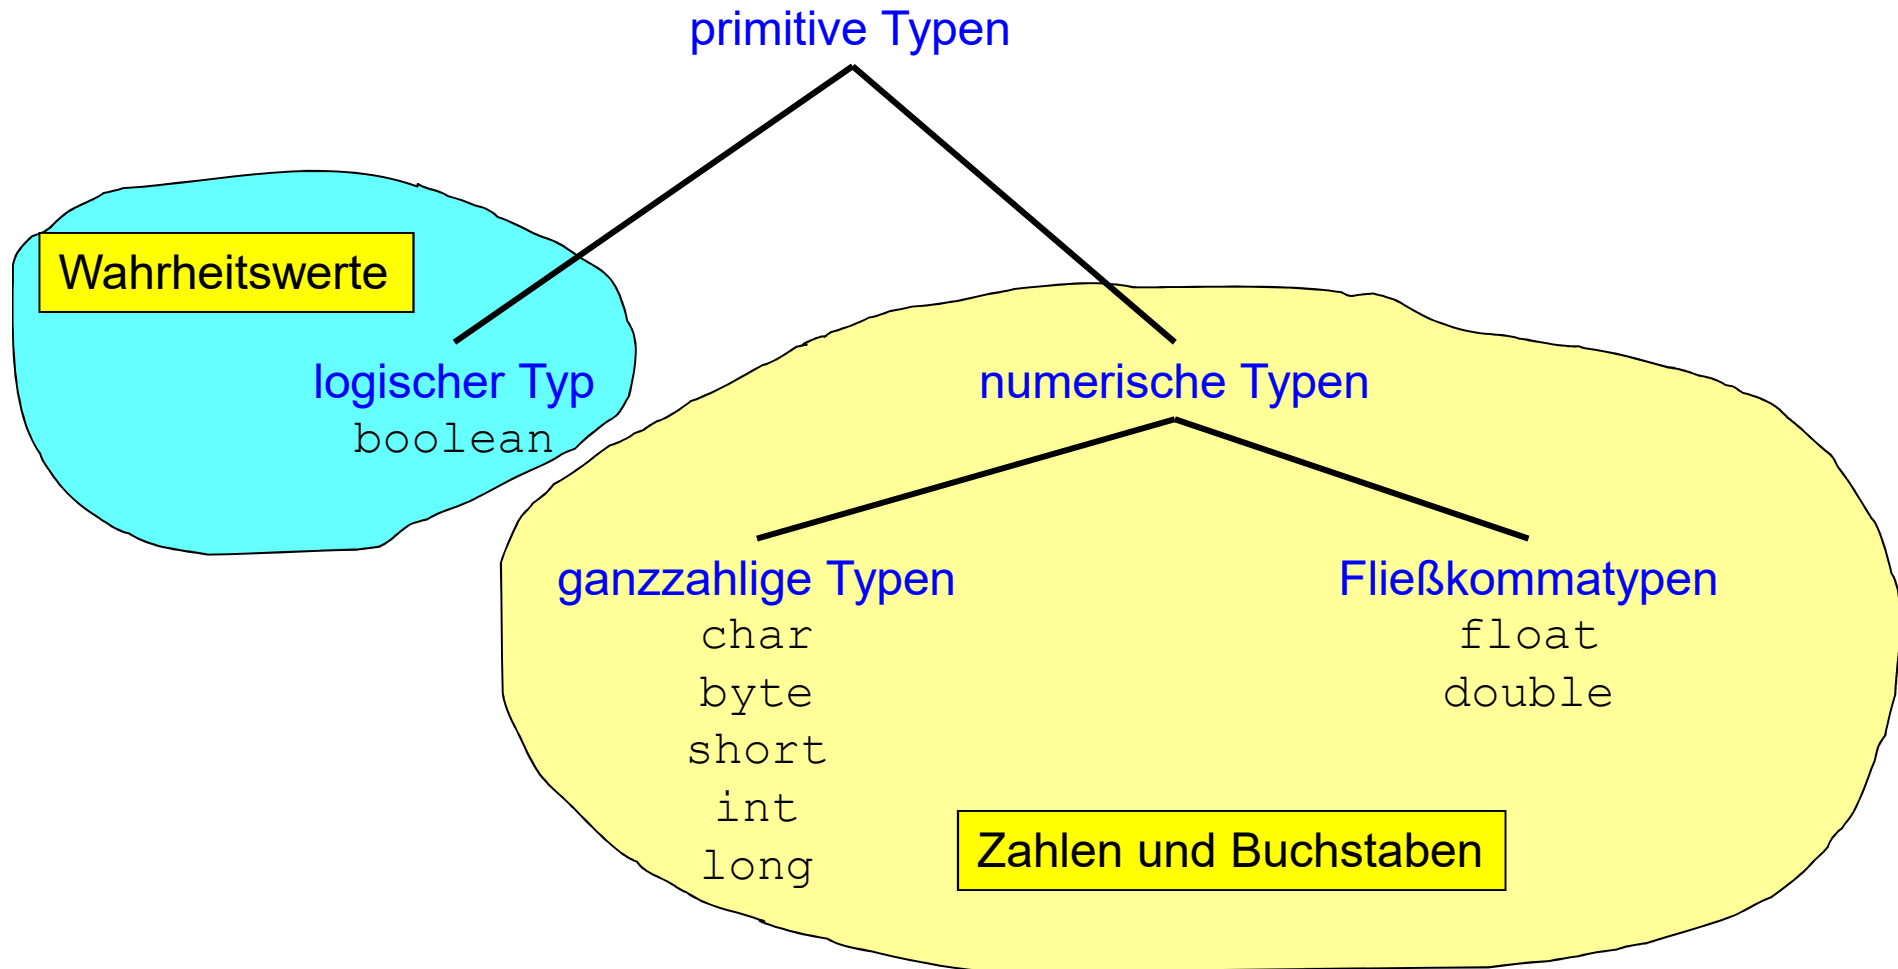 primitive Typen
Wahrheitswerte
logischer Typ
boolean
numerische Typen
ganzzahlige Typen
char
byte
short
int
long
Fließkommatypen
float
double
Zahlen und Buchstaben